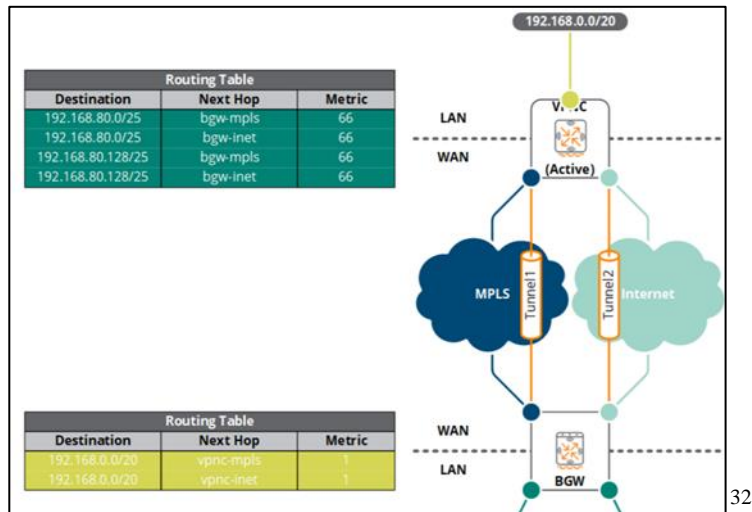 192.168.0.0/20
Routing Table
Destination Next Hop Metric
192.168.80.0/25 bgw-mpls 66
192.168.80.0/25 bgw-inet 66
192.168.80.128/25 bgw-mpls 66
192.168.80.128/25 bgw-inet 66
LAN
WAN
VPNC
(Active)
MPLS
Tunnel1
Tunnel2
Internet
Routing Table
Destination Next Hop Metric
192.168.0.0/20 vpnc-mpls 1
192.168.0.0/20 vpnc-inet 1
WAN
LAN
BGW
32